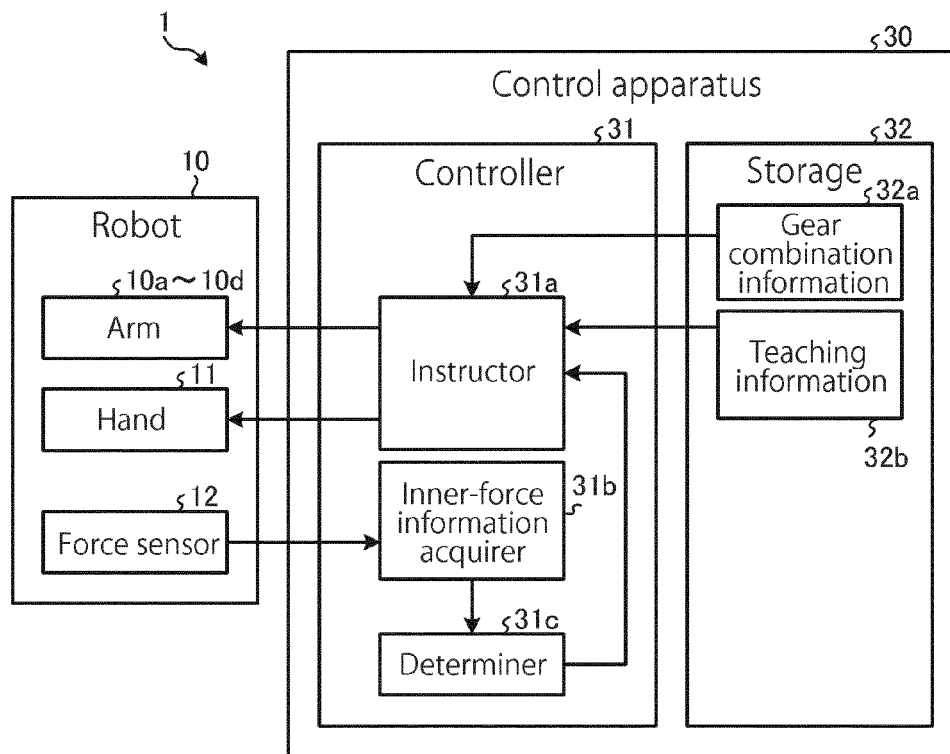 1
30
Control apparatus
31
32
Controller
Storage
10
Robot
32a
Gear
combination
information
10a～10d
31a
Arm
Instructor
Teaching
information
11
Hand
32b
31b
Inner-force
information
acquirer
12
Force sensor
31c
Determiner